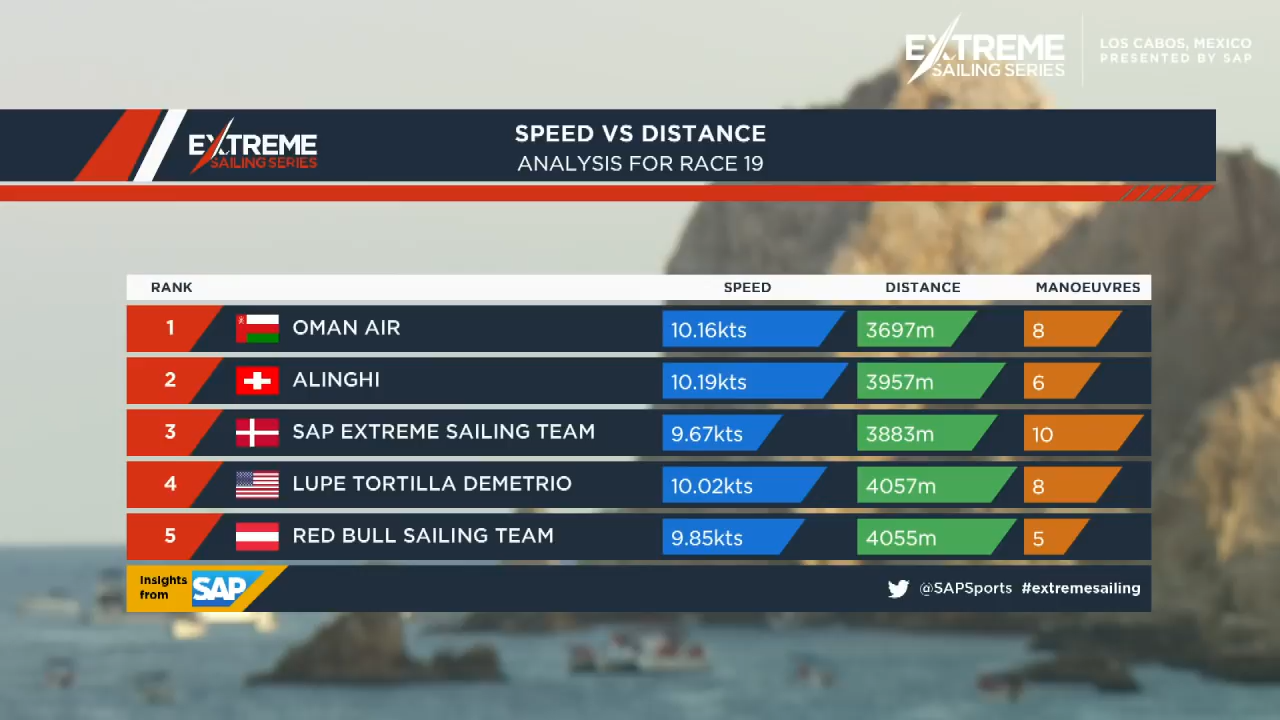 EXTREME
SAILING SERIES
LOS CABOS, MEXICO
PRESENTED BY SAP
EXTREME
SAILING SERIES
SPEED VS DISTANCE
ANALYSIS FOR RACE 19
RANK SPEED DISTANCE MANOEUVRES
1 OMAN AIR 10.16kts 3697m 8
2 ALINGHI 10.19kts 3957m 6
3 SAP EXTREME SAILING TEAM 9.67kts 3883m 10
4 LUPE TORTILLA DEMETRIO 10.02kts 4057m 8
5 RED BULL SAILING TEAM 9.85kts 4055m 5
Insights
from SAP
@SAPSports #extremesailing